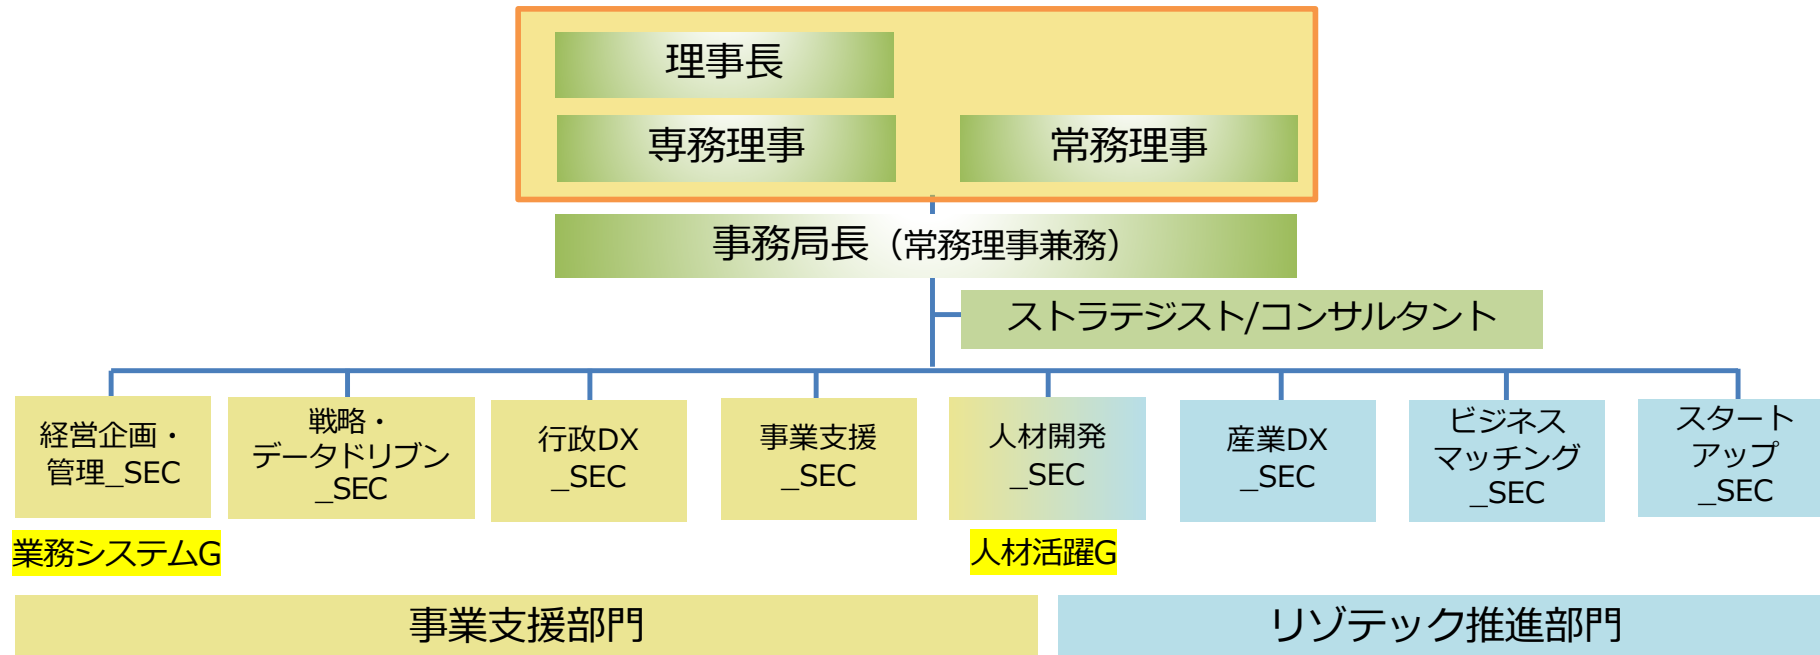 理事長
専務理事
常務理事
事務局長（常務理事兼務）
ストラテジスト/コンサルタント
経営企画・
管理_SEC
戦略・
データドリブン
_SEC
行政DX
_SEC
事業支援
_SEC
人材開発
_SEC
産業DX
_SEC
ビジネス
マッチング
_SEC
スタート
アップ
_SEC
業務システムG
人材活躍G
事業支援部門
リゾテック推進部門